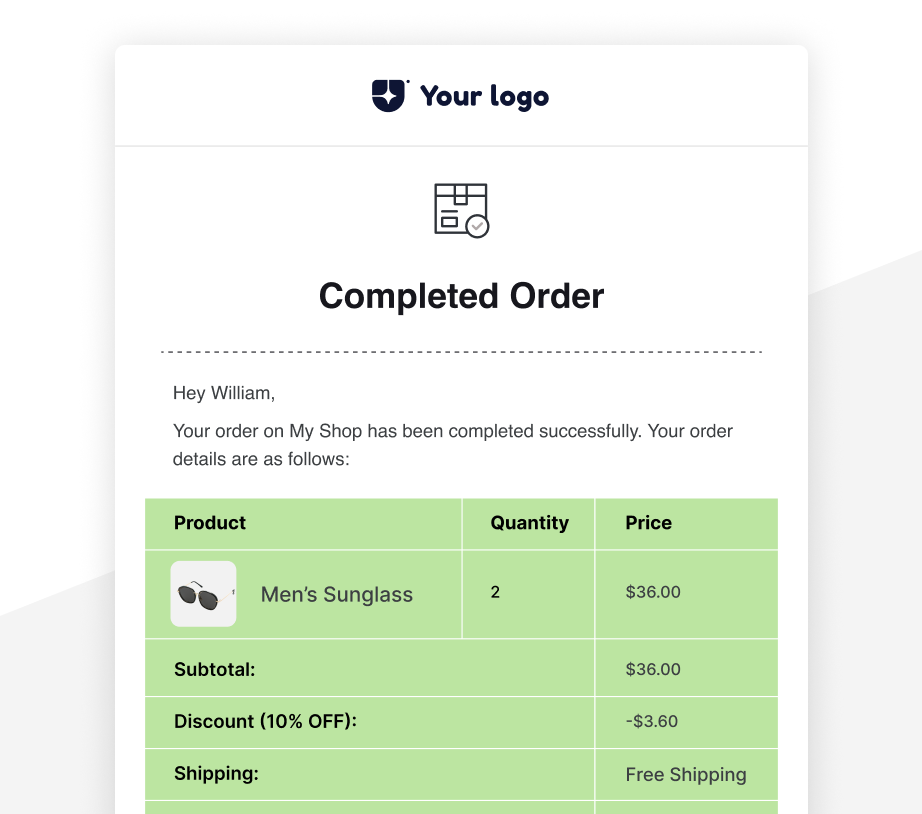 Your logo
Completed Order
Hey William,
Your order on My Shop has been completed successfully. Your order
details are as follows:
Product Quantity Price
Men’s Sunglass 2 $36.00
Subtotal: $36.00
Discount (10% OFF): -$3.60
Shipping: Free Shipping